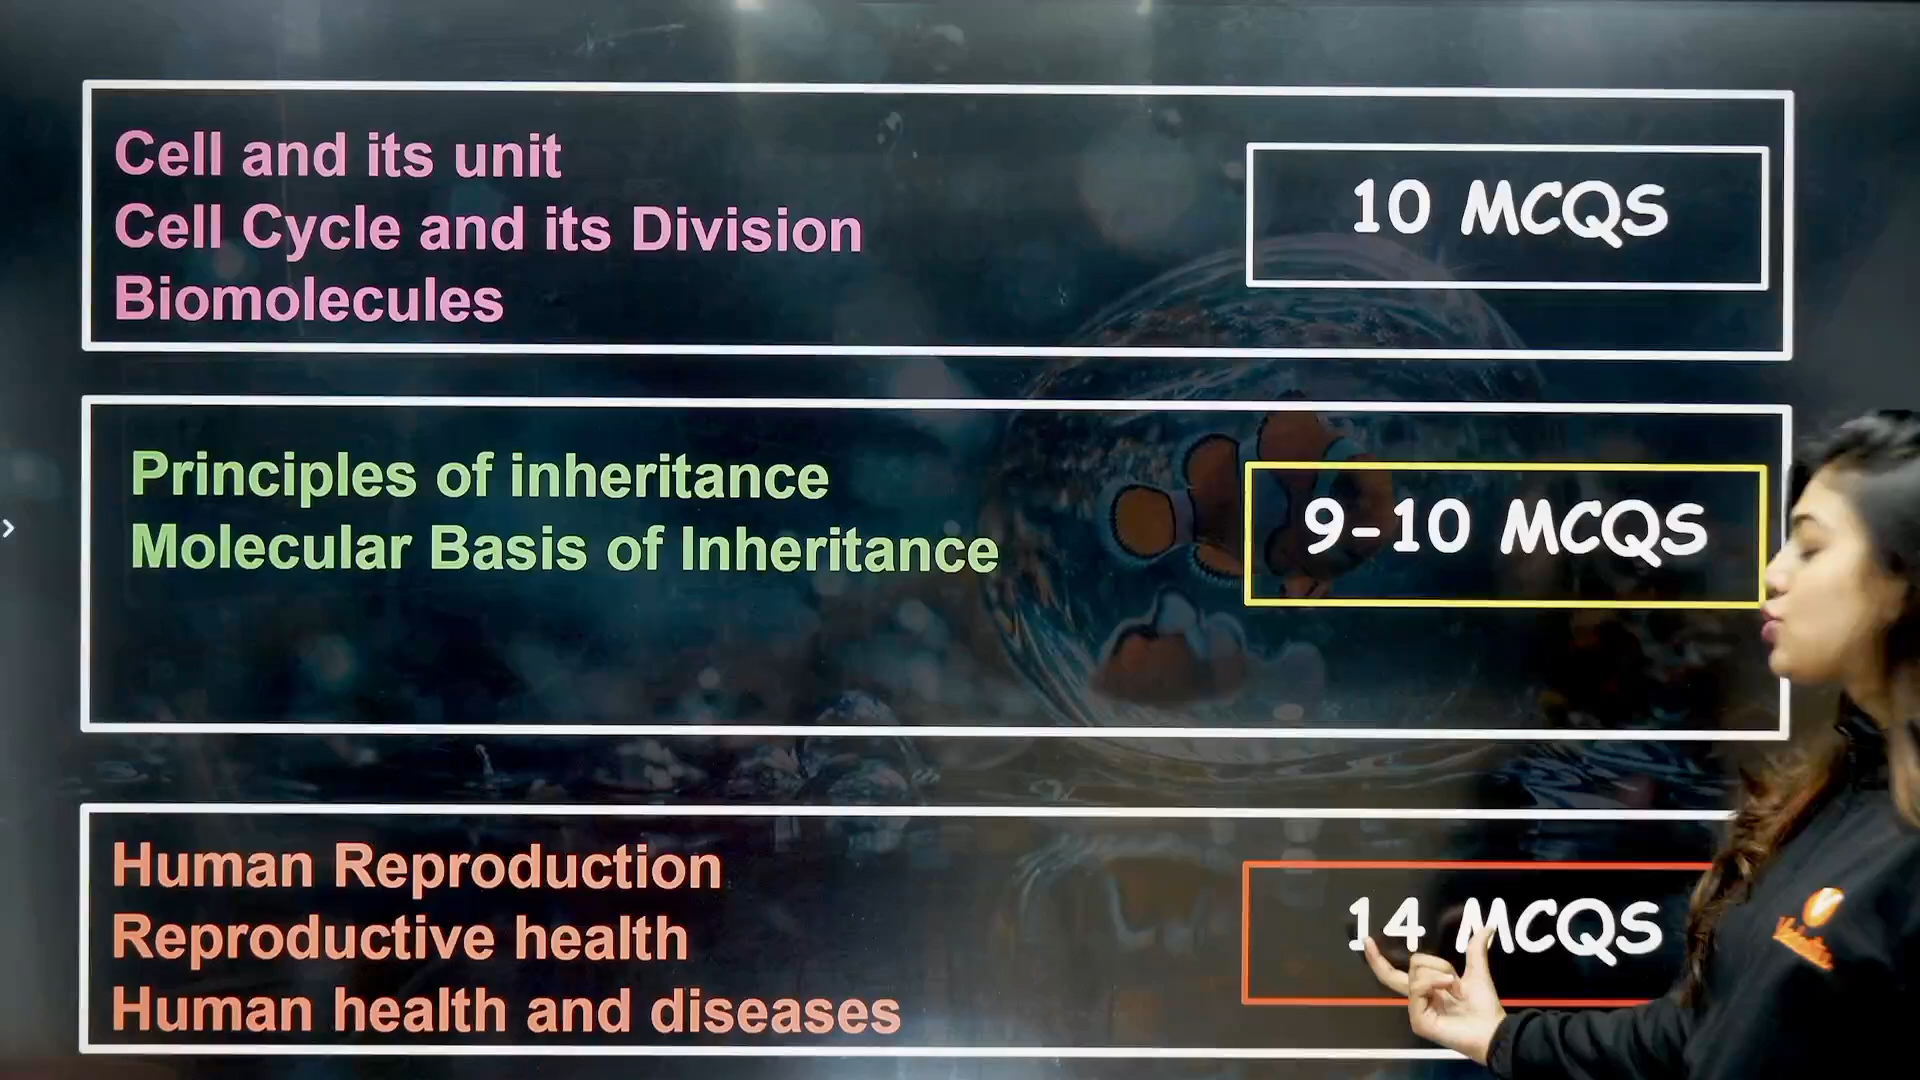 Cell and its unit
Cell Cycle and its Division
Biomolecules
10 MCQS
Principles of inheritance
Molecular Basis of Inheritance
9-10 MCQS
Human Reproduction
Reproductive health
Human health and diseases
14 MCQS